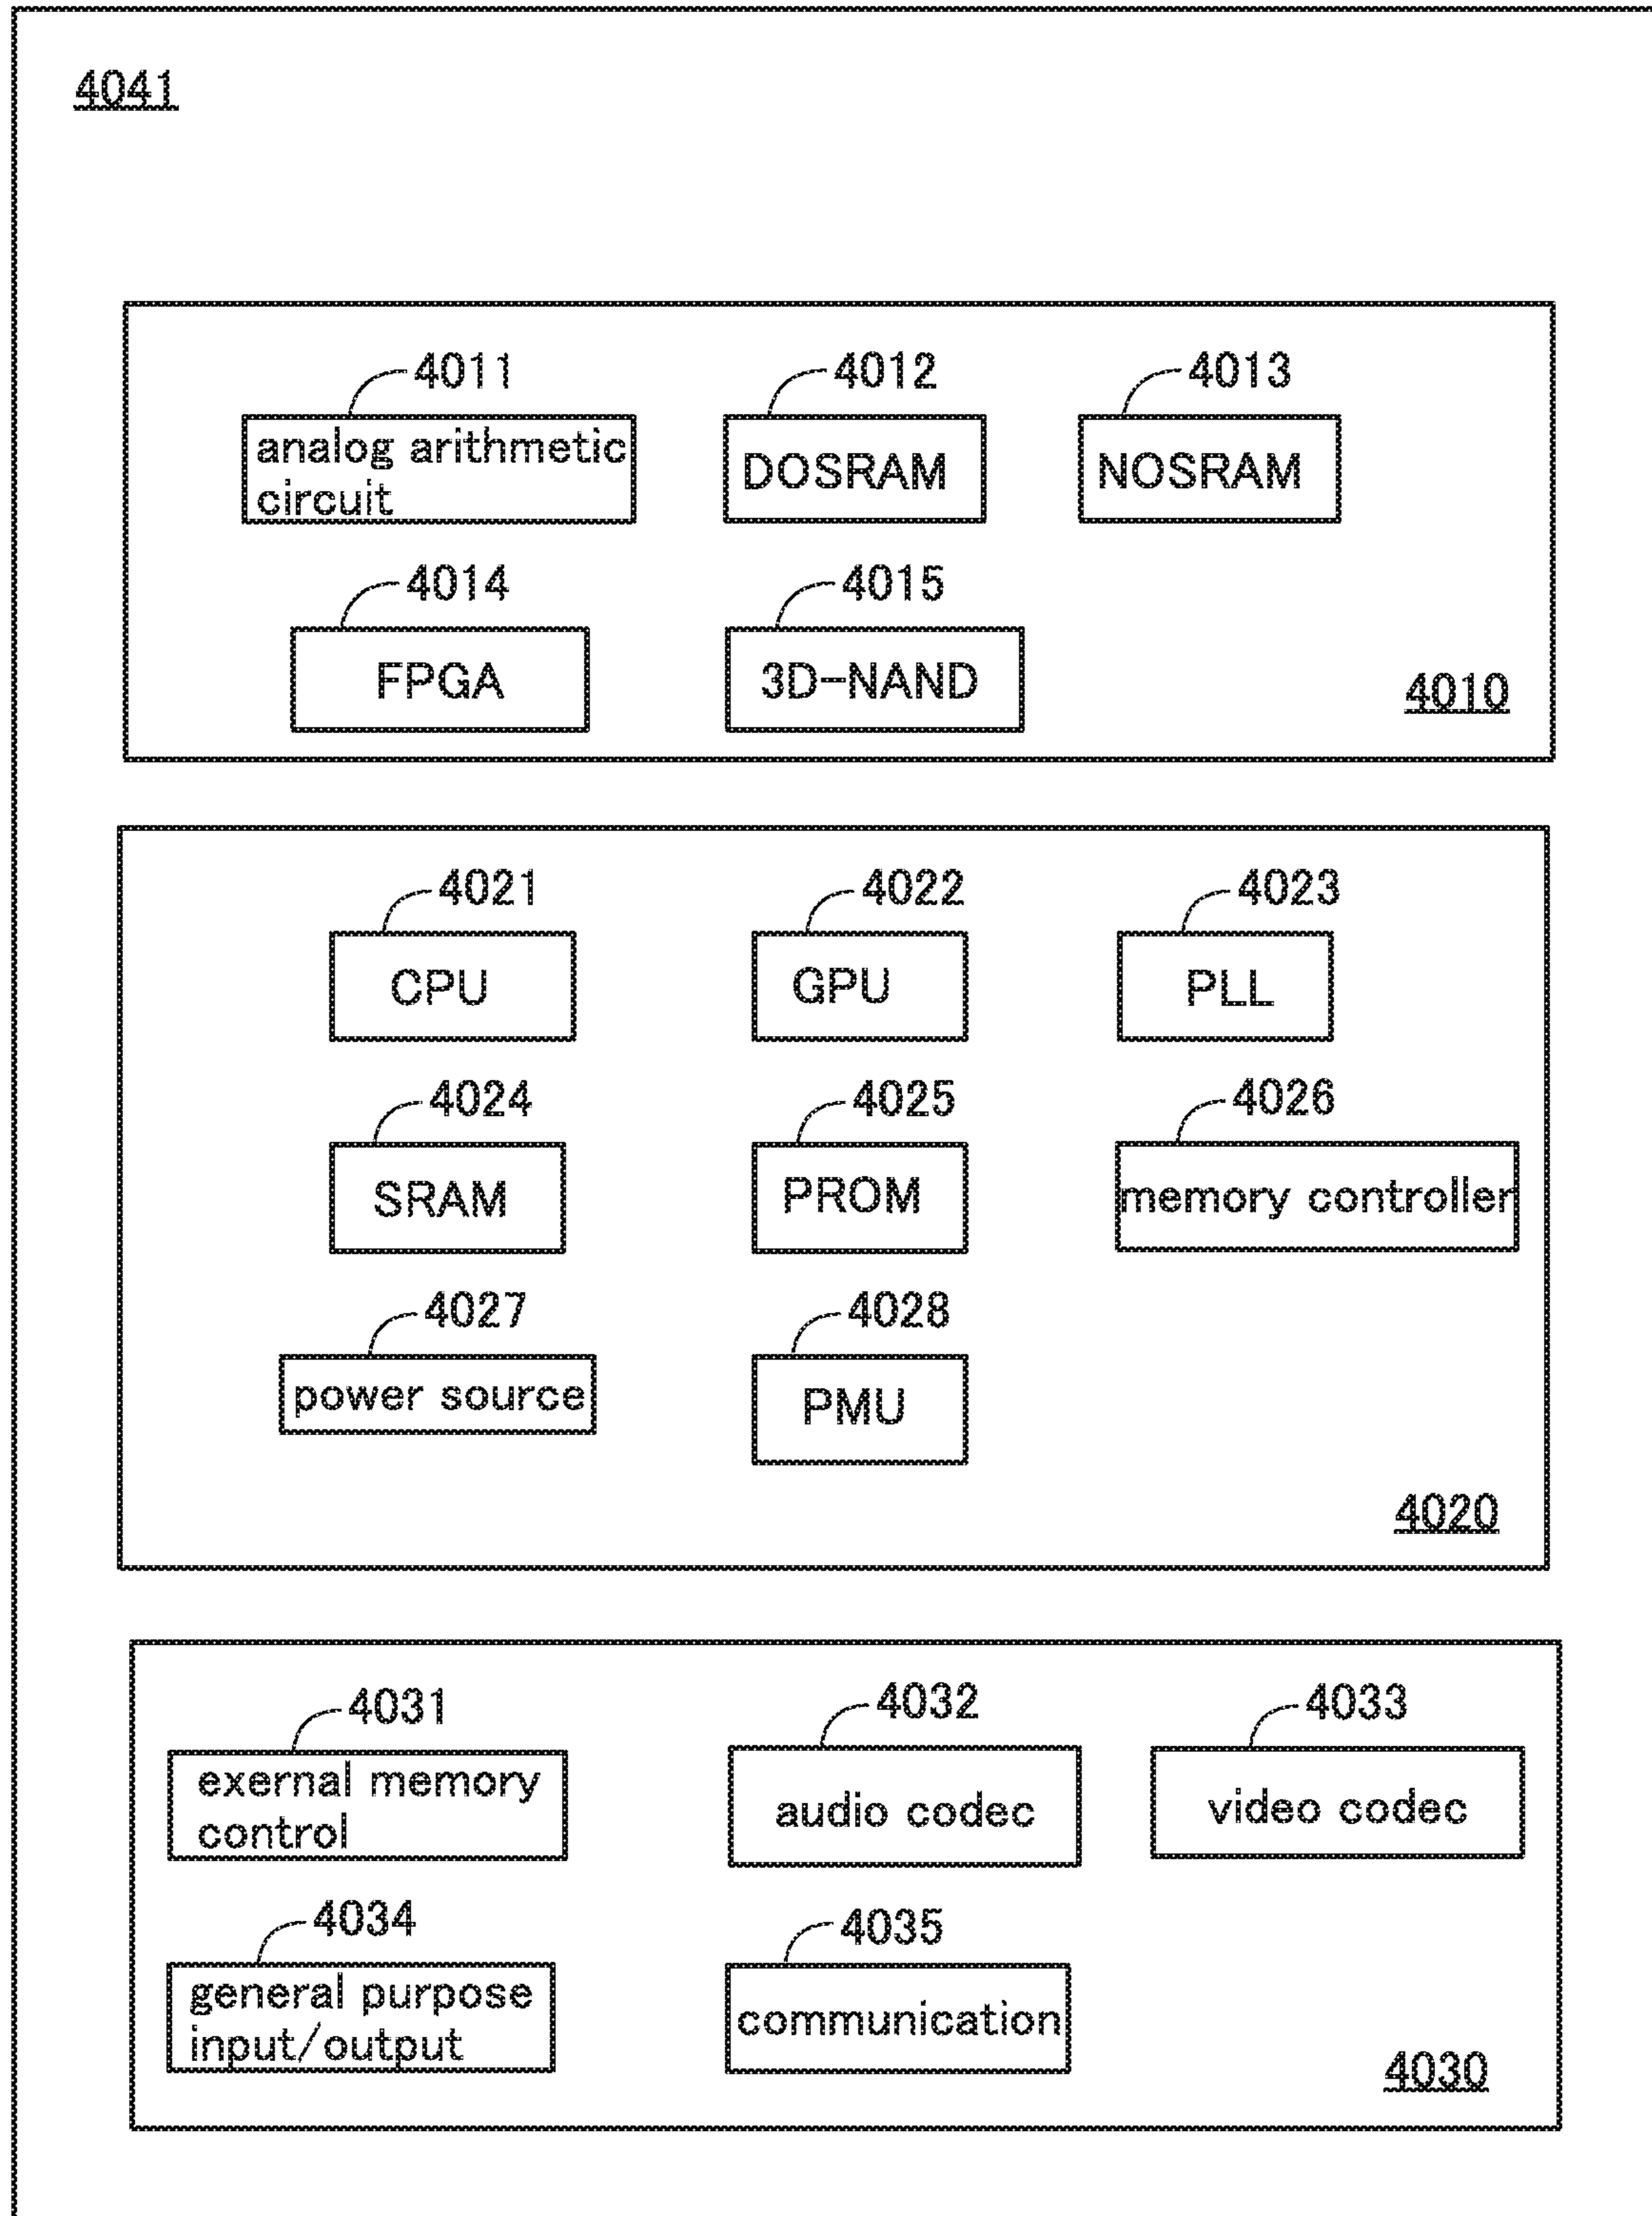 4041
4011
4012
4013
analog arithmetic
circuit
DOSRAM
NOSRAM
4014
4015
FPGA
3D-NAND
4010
4021
4022
4023
CPU
GPU
PLL
4024
4025
4026
SRAM
PROM
memory controller
4027
4028
power source
PMU
4020
4031
4032
4033
exernal memory
control
audio codec
video codec
4034
4035
general purpose
input/output
communication
4030